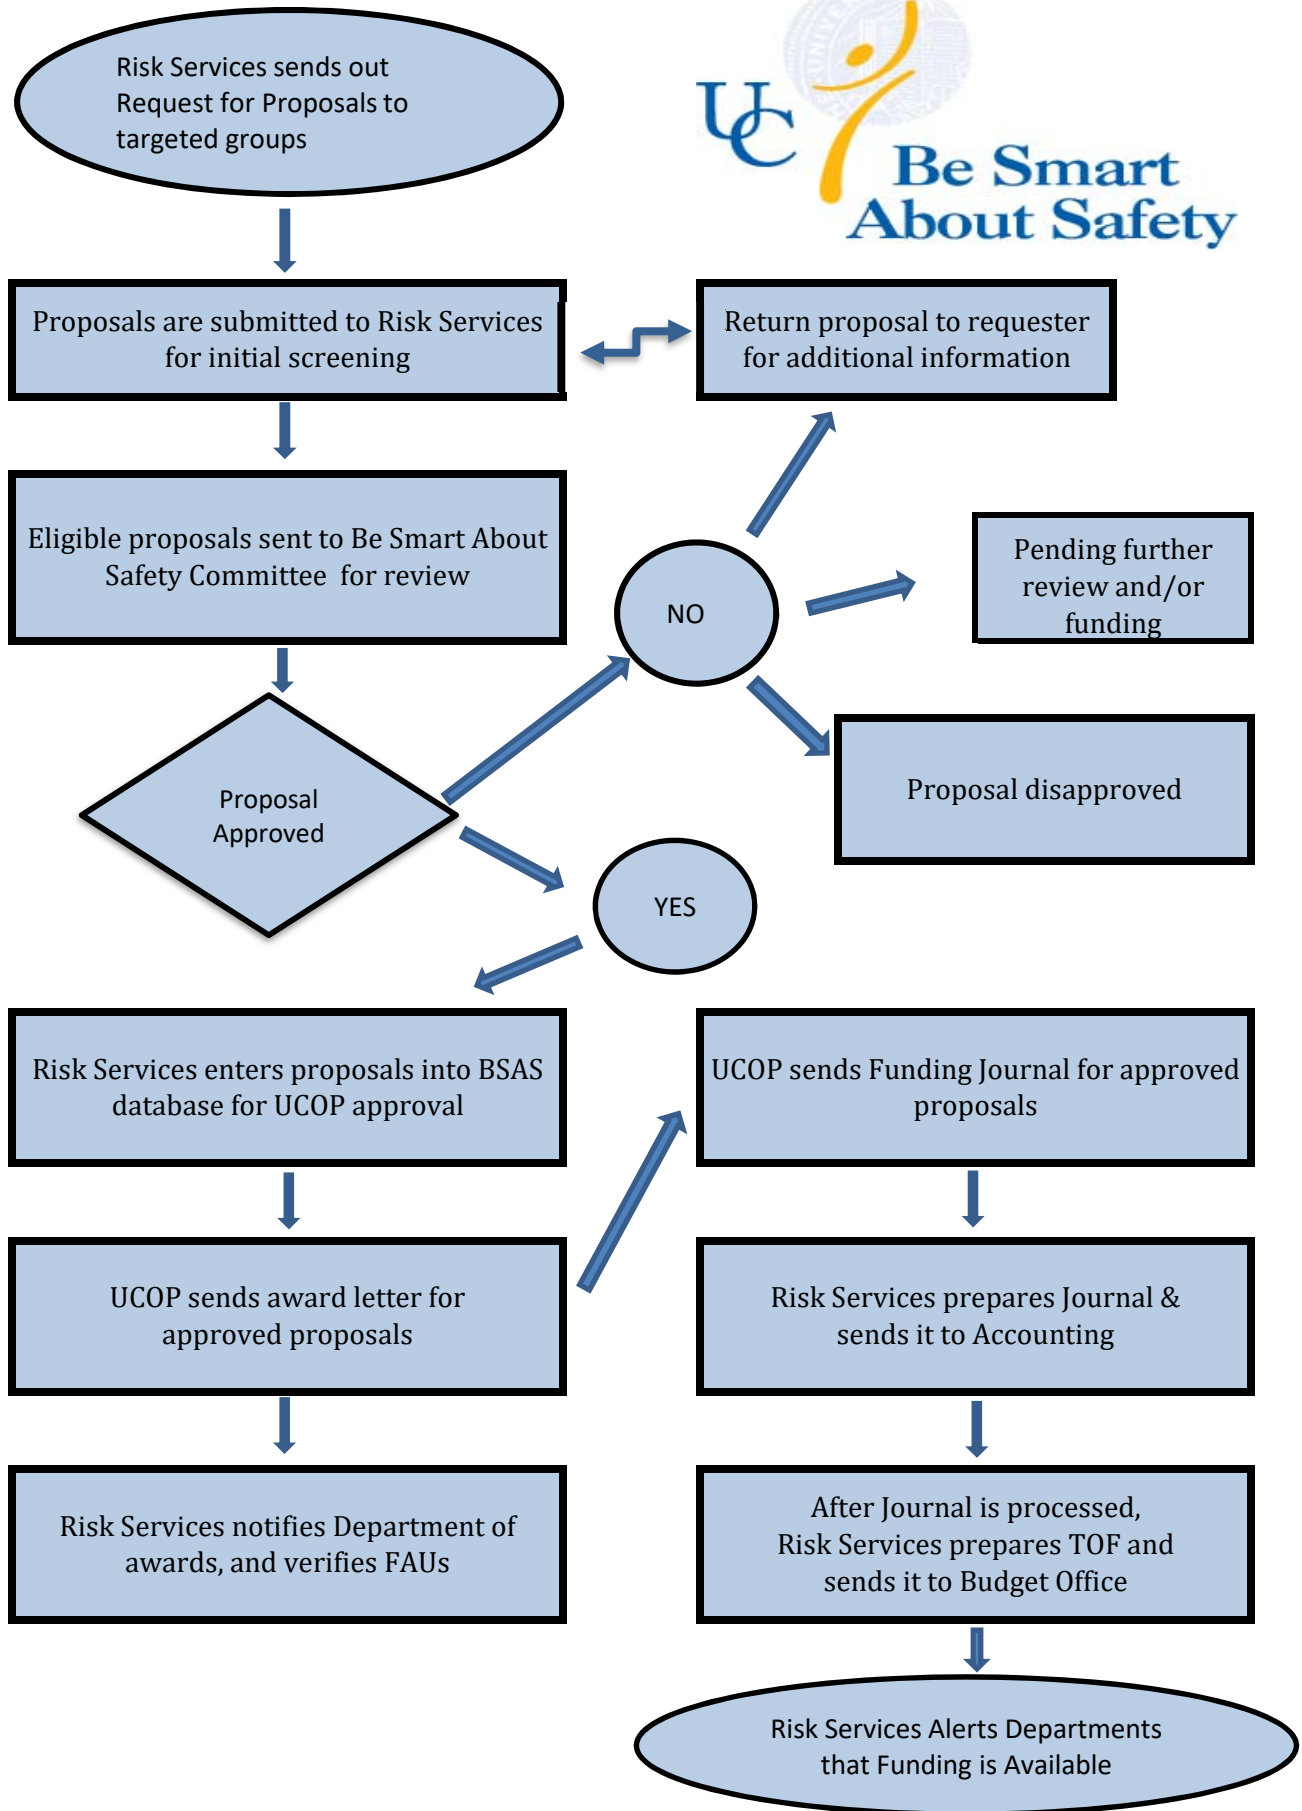 Risk Services sends out
Request for Proposals to
targeted groups
UC
Be Smart
About Safety
Proposals are submitted to Risk Services
for initial screening
Return proposal to requester
for additional information
Eligible proposals sent to Be Smart About
Safety Committee for review
NO
Pending further
review and/or
funding
Proposal
Approved
Proposal disapproved
YES
Risk Services enters proposals into BSAS
database for UCOP approval
UCOP sends Funding Journal for approved
proposals
UCOP sends award letter for
approved proposals
Risk Services prepares Journal &
sends it to Accounting
Risk Services notifies Department of
awards, and verifies FAUs
After Journal is processed,
Risk Services prepares TOF and
sends it to Budget Office
Risk Services Alerts Departments
that Funding is Available